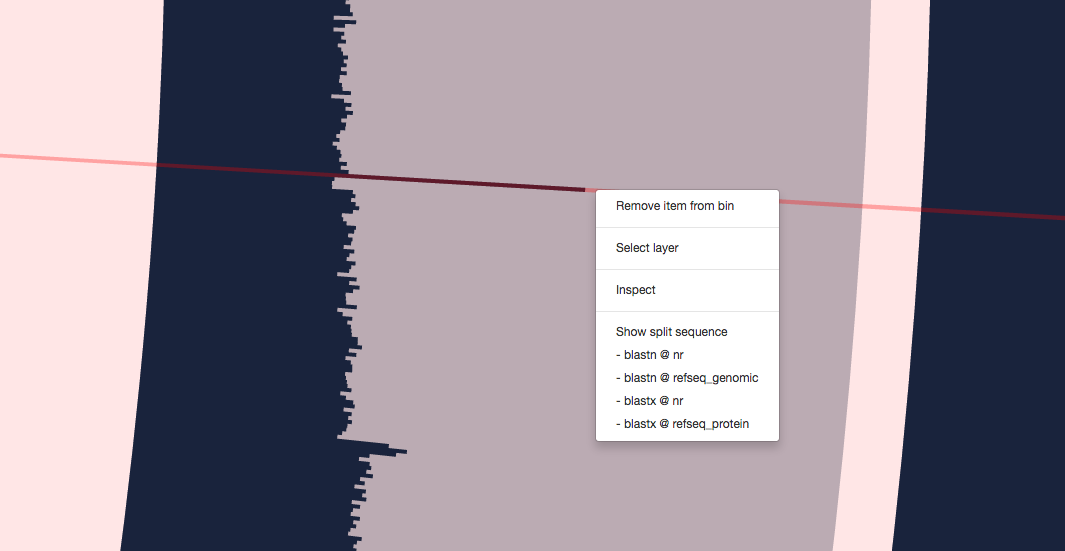 Remove item from bin
Select layer
Inspect
Show split sequence
- blastn @ nr
- blastn @ refseq_genomic
- blastx @ nr
- blastx @ refseq_protein